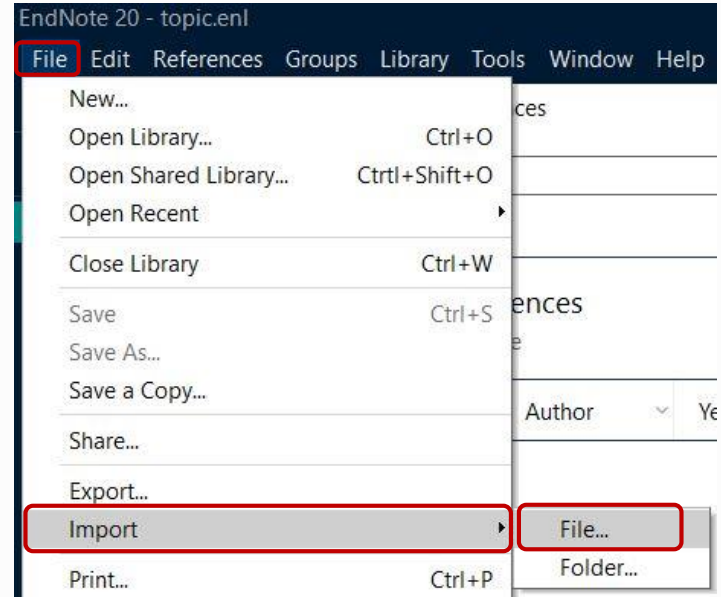 EndNote 20 - topic.enl
File Edit References Groups Library Tools Window Help
New...
Open Library... Ctrl+O
Open Shared Library... Ctrtl+Shift+O
Open Recent
Close Library Ctrl+W
Save Ctrl+S
Save As...
Save a Copy...
Share...
Export...
Import
Print... Ctrl+P
File...
Folder...
ces
ences
e
Author Ye